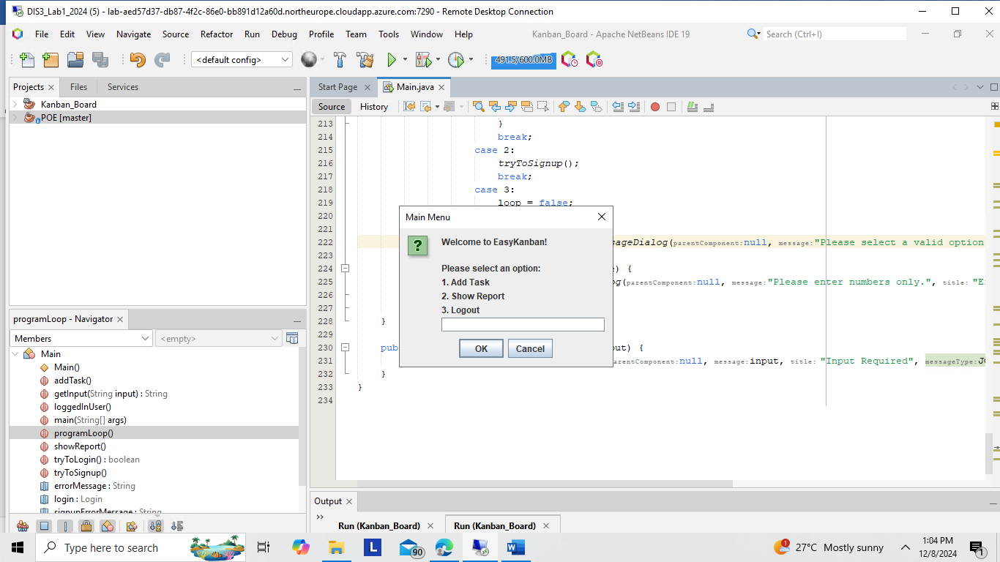 DIS3_Lab1_2024 (5) - lab-aed57d37-db87-4f2c-86e0-bb891d12a60d.northeurope.cloudapp.azure.com:7290 - Remote Desktop Connection
File Edit View Navigate Source Refactor Run Debug Profile Team Tools Window Help
Kanban_Board - Apache NetBeans IDE 19
Search (Ctrl+I)
<default config>
491.5/600.0MB
Projects Files Services
Kanban_Board
POE [master]
Start Page Main.java
Source History
213 }
214 break;
215 case 2:
216 tryToSignup();
217 break;
218 case 3:
219 loop = false;
220
221
222 ageDialog(parentComponent:null, message:"Please select a valid option
223
224 ) {
225 g(parentComponent:null, message:"Please enter numbers only.", title: "E
226
227
228 }
229
230 pub ut) {
231 arentComponent:null, message:input, title: "Input Required", messageType:JO
232 }
233 }
234
Main Menu
?
Welcome to EasyKanban!
Please select an option:
1. Add Task
2. Show Report
3. Logout
OK Cancel
programLoop - Navigator
Members <empty>
Main
Main()
addTask()
getInput(String input) : String
loggedInUser()
main(String[] args)
programLoop()
showReport()
tryToLogin() : boolean
tryToSignup()
errorMessage : String
login : Login
signupErrorMessage : String
Output
Run (Kanban_Board) Run (Kanban_Board)
Type here to search
L
90
W
27°C Mostly sunny
1:04 PM
12/8/2024
1